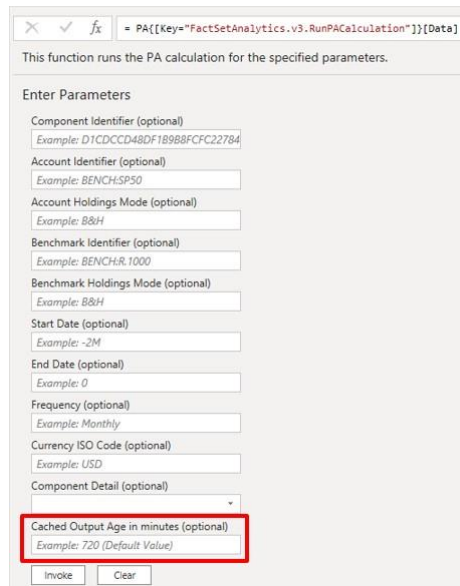 fx = PA{[Key="FactSetAnalytics.v3.RunPACalculation"]}[Data]
This function runs the PA calculation for the specified parameters.
Enter Parameters
Component Identifier (optional)
Example: D1CDCCD48DF1B9B8FCFC22784
Account Identifier (optional)
Example: BENCH:SP50
Account Holdings Mode (optional)
Example: B&H
Benchmark Identifier (optional)
Example: BENCH:R.1000
Benchmark Holdings Mode (optional)
Example: B&H
Start Date (optional)
Example: -2M
End Date (optional)
Example: 0
Frequency (optional)
Example: Monthly
Currency ISO Code (optional)
Example: USD
Component Detail (optional)
Cached Output Age in minutes (optional)
Example: 720 (Default Value)
Invoke Clear